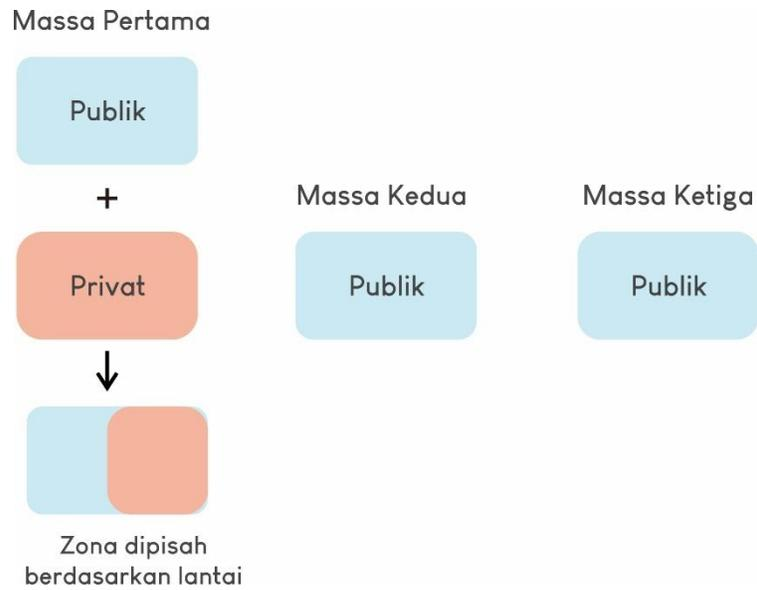 Massa Pertama
Publik
+
Privat
Zona dipisah
berdasarkan lantai
Massa Kedua
Publik
Massa Ketiga
Publik